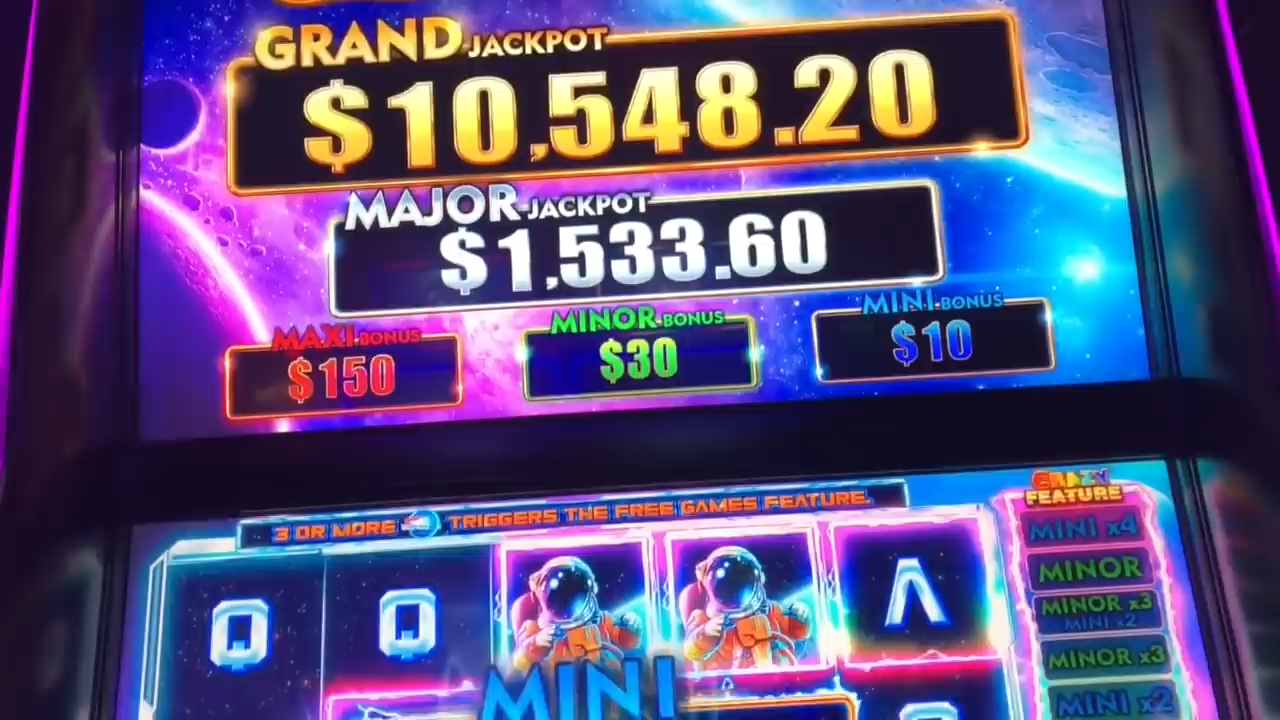 GRAND JACKPOT
$10,548.20
MAJOR JACKPOT
$1,533.60
MAXI BONUS
$150
MINOR BONUS
$30
MINI BONUS
$10
3 OR MORE TRIGGERS THE FREE GAMES FEATURE.
CRAZY
FEATURE
MINI x4
MINOR
MINOR x3
MINI x2
MINOR x3
MINI x2
Q
Q
A
MINI